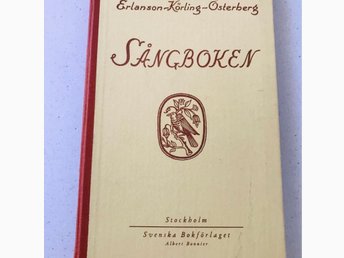 Erlanson-Körling-Österberg
SÅNGBOKEN
Stockholm
Svenska Bokförlaget
Albert Bonnier